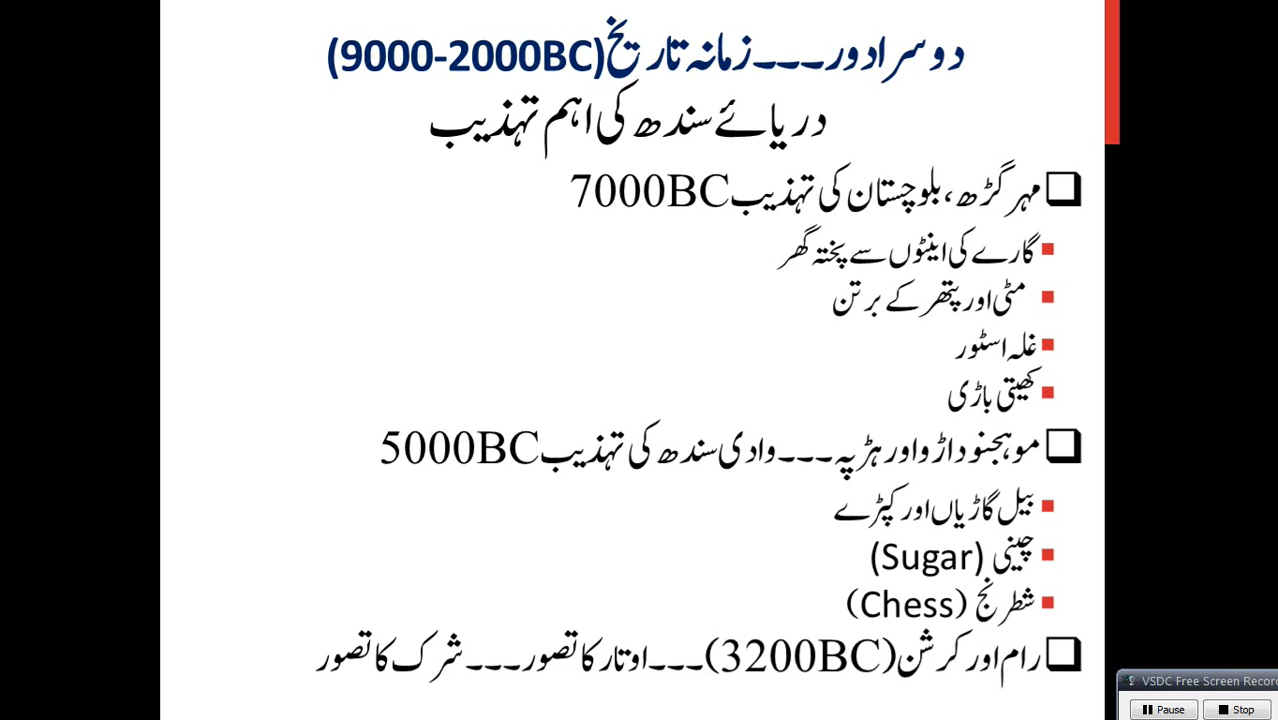 دوسرا دور۔۔۔زمانہ تاریخ(9000-2000BC)
دریائے سندھ کی اہم تہذیب
مہر گڑھ، بلوچستان کی تہذیب 7000BC
گارے کی اینٹوں سے پختہ گھر
مٹی اور پتھر کے برتن
غلہ اسٹور
کھیتی باڑی
موہنجنو داڑو اور ہڑپہ۔۔۔وادی سندھ کی تہذیب 5000BC
بیل گاڑیاں اور کپڑے
چینی (Sugar)
شطرنج (Chess)
رام اور کرشن(3200BC)۔۔۔اوتار کا تصور۔۔۔شرک کا تصور
VSDC Free Screen Recor
Pause Stop